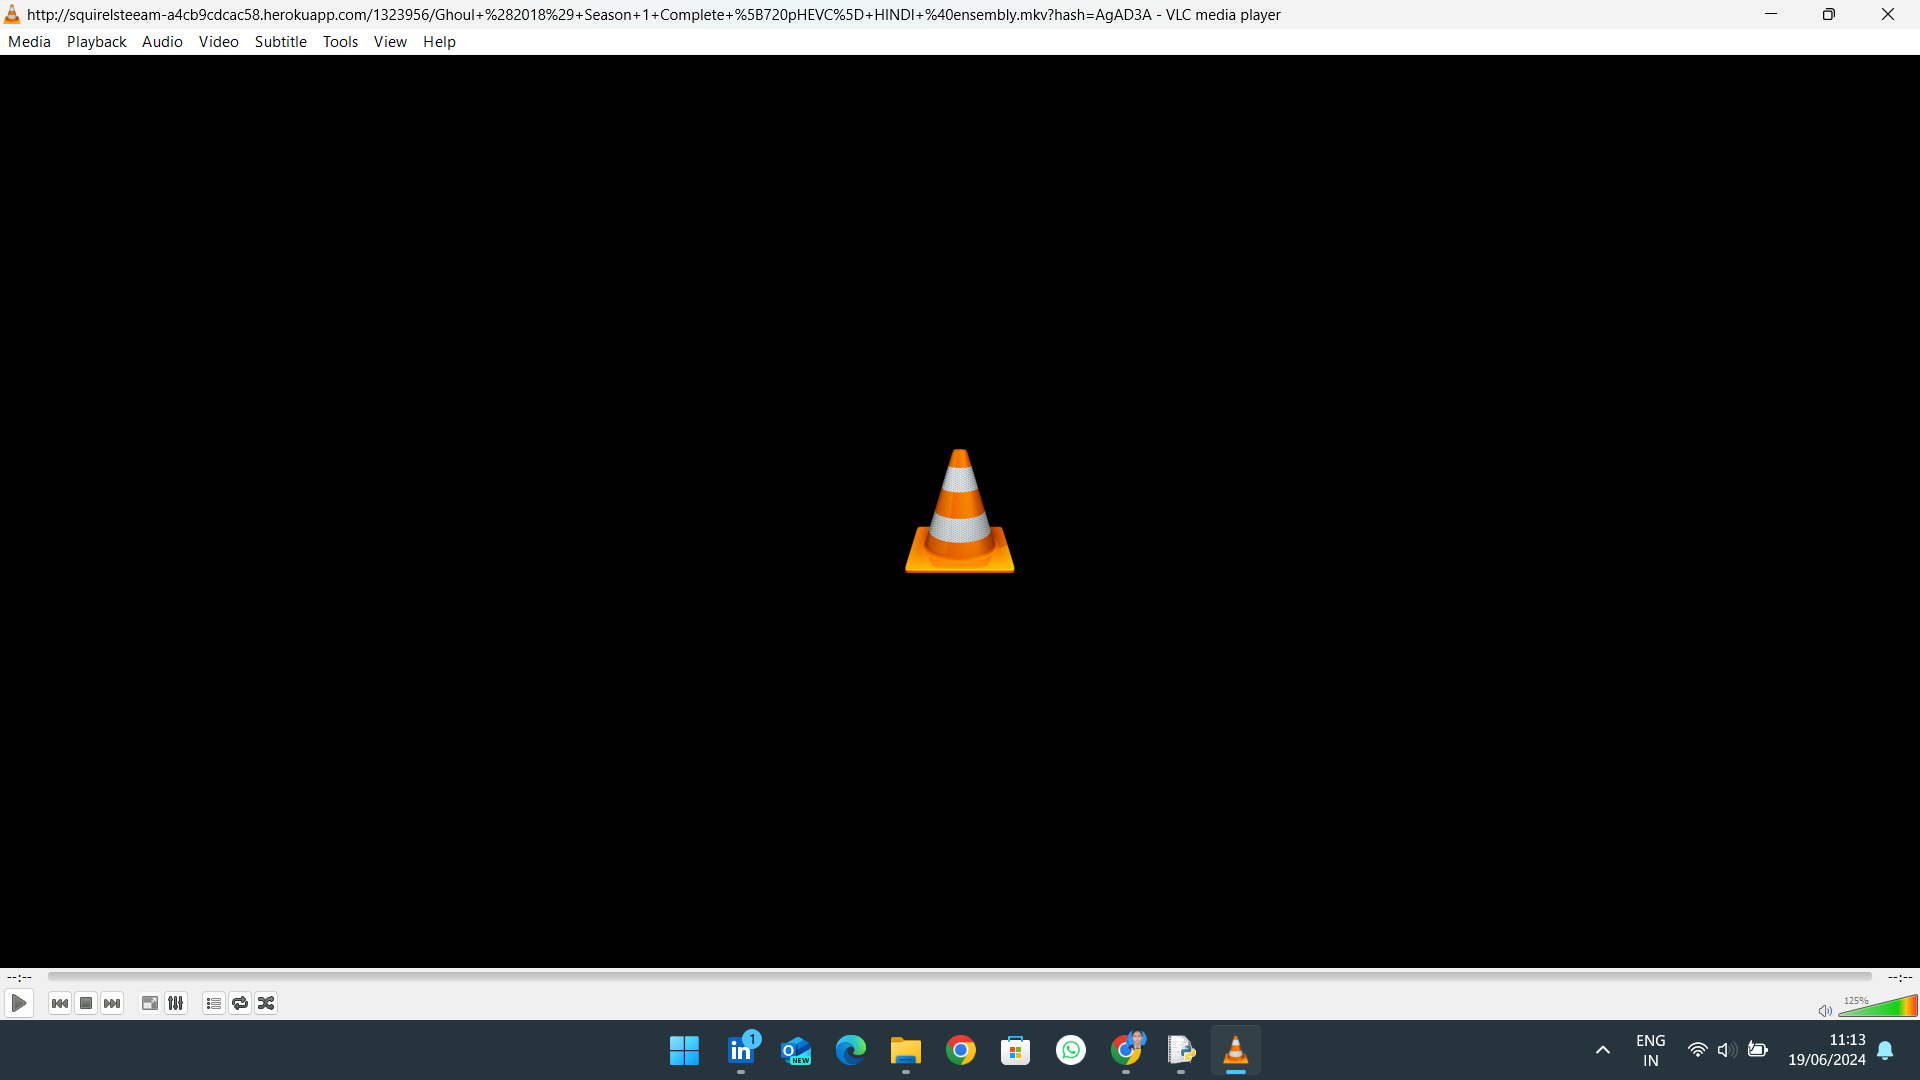 http://squirelsteeam-a4cb9cdcac58.herokuapp.com/1323956/Ghoul+%282018%29+Season+1+Complete+%5B720pHEVC%5D+HINDI+%40ensembly.mkv?hash=AgAD3A - VLC media player
Media Playback Audio Video Subtitle Tools View Help
--:-- --:--
125%
1
in
O
NEW
ENG
IN
11:13
19/06/2024